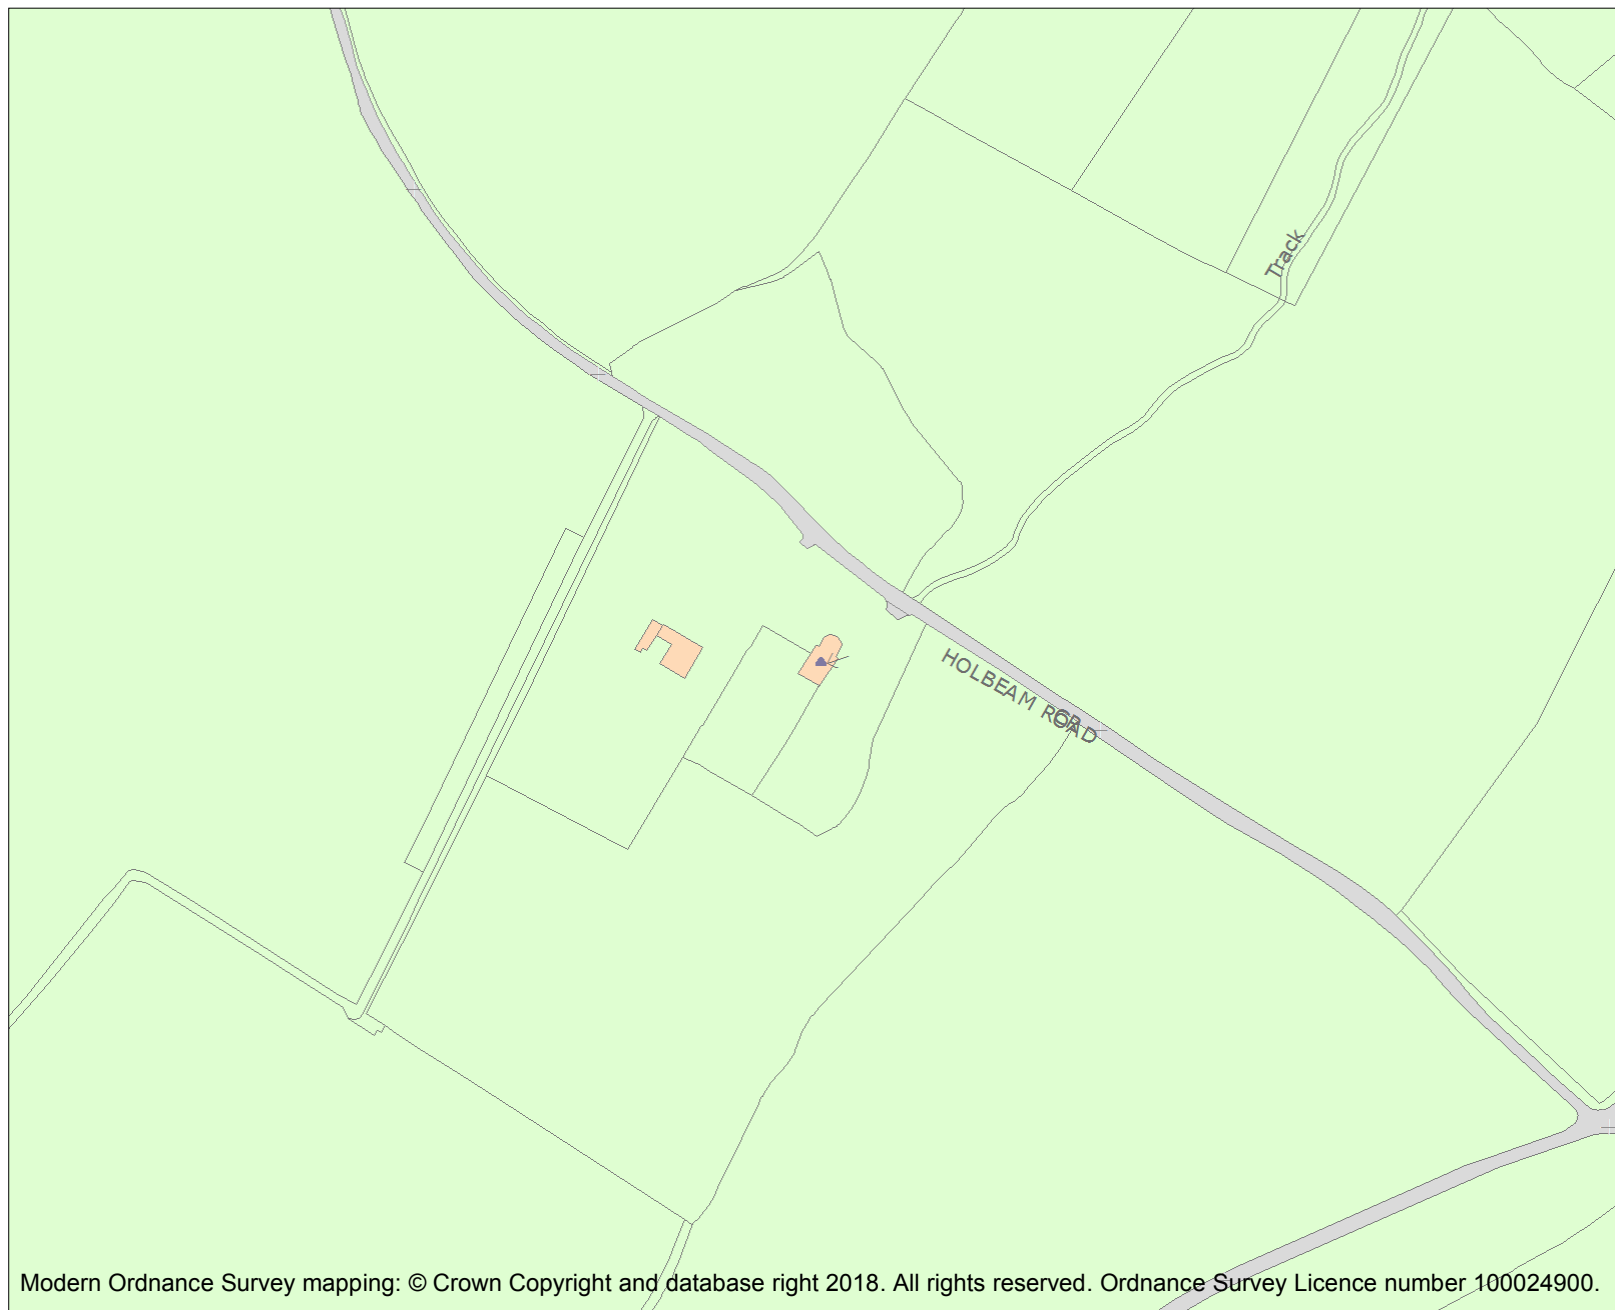 Track
HOLBEAM ROAD
Modern Ordnance Survey mapping: © Crown Copyright and database right 2018. All rights reserved. Ordnance Survey Licence number 100024900.